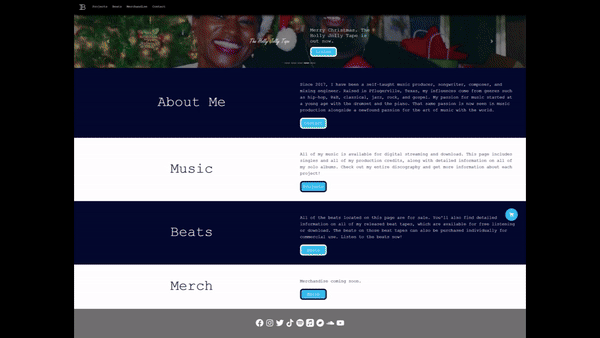 Projects Beats Merchandise Contact
The Holly Jolly Tape
Merry Christmas. The
Holly Jolly Tape is
out now.
About Me
Since 2017, I have been a self-taught music producer, songwriter, composer, and
mixing engineer. Raised in Pflugerville, Texas, my influences come from genres such
as hip-hop, R&B, classical, jazz, rock, and gospel. My passion for music started at
a young age with the drumset and the piano. That same passion is now seen in music
production alongside a newfound passion for the art of music with the world.
Contact
Music
All of my music is available for digital streaming and download. This page includes
singles and all of my production credits, along with detailed information on all of
my solo albums. Check out my entire discography and get more information about each
project!
Projects
Beats
All of the beats located on this page are for sale. You'll also find detailed
information on all of my released beat tapes, which are available for free listening
or download. The beats on those beat tapes can also be purchased individually for
commercial use. Listen to the beats now!
Beats
Merch
Merchandise coming soon.
Merch